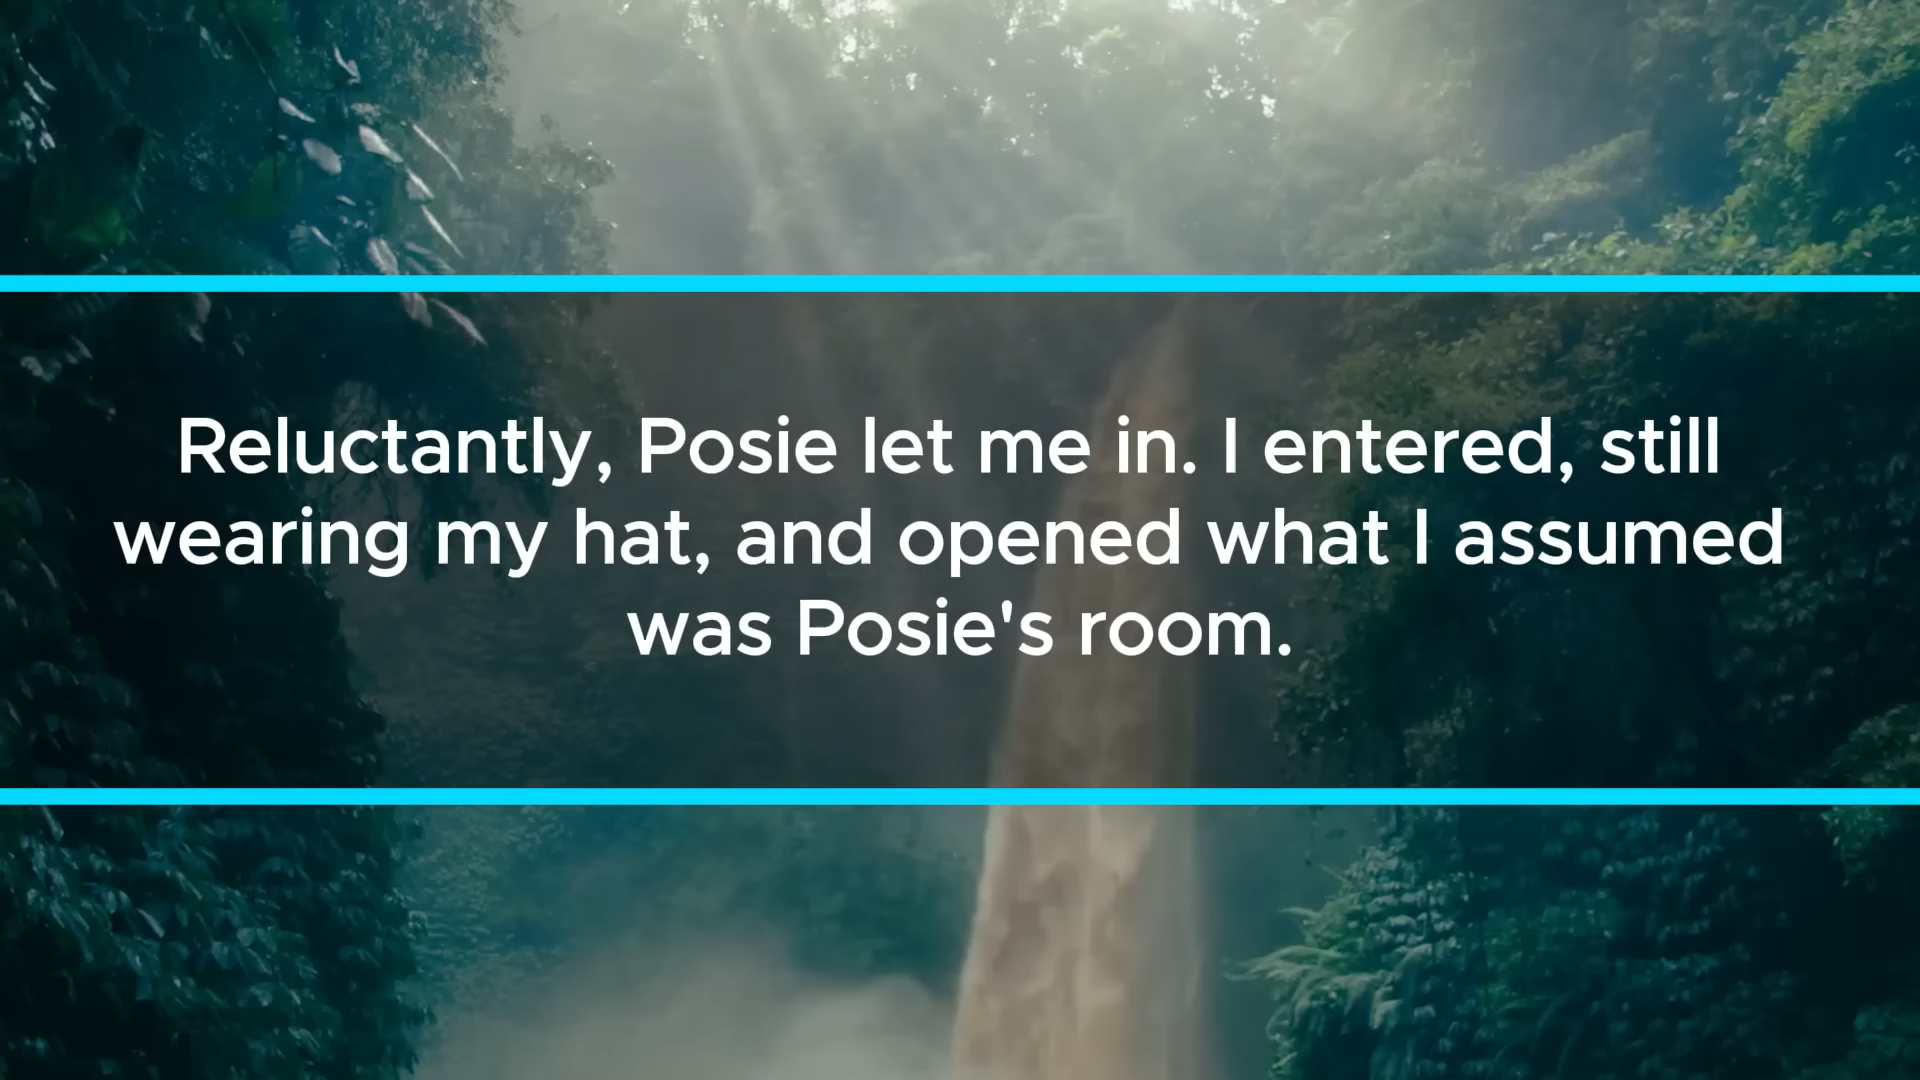 Reluctantly, Posie let me in. I entered, still
wearing my hat, and opened what I assumed
was Posie's room.